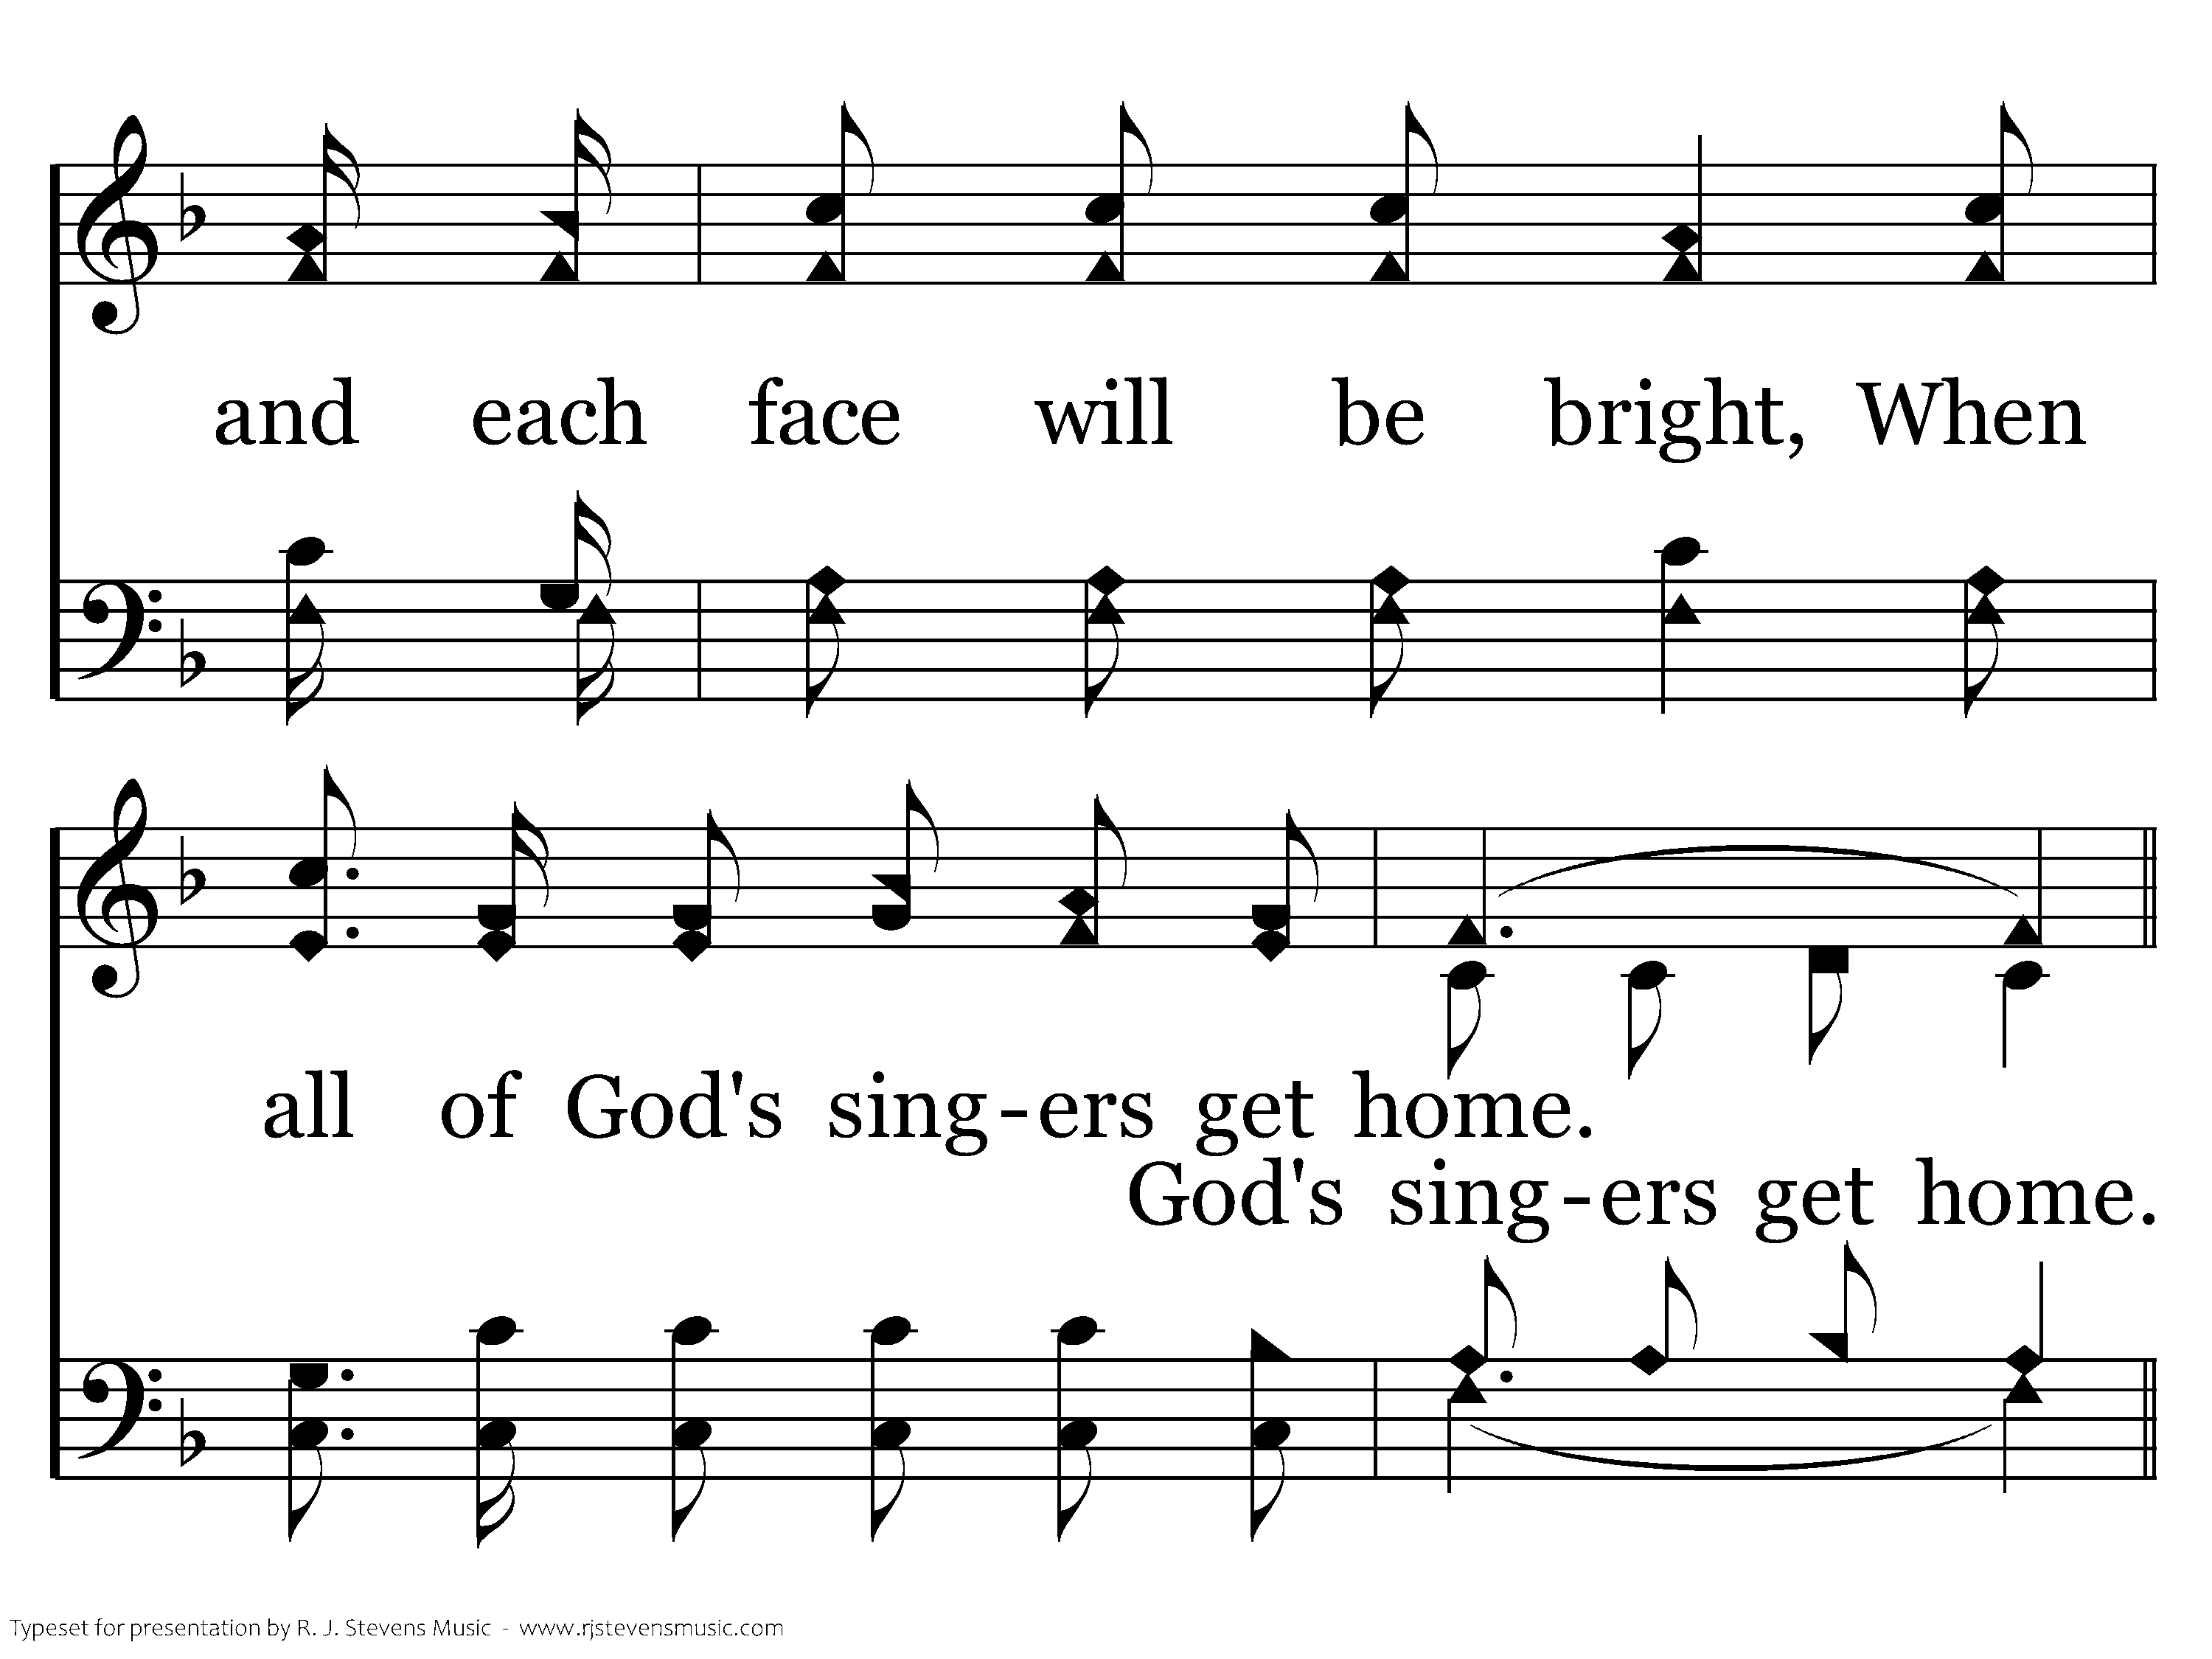 and each face will be bright, When
all of God's sing-ers get home.
God's sing-ers get home.
Typeset for presentation by R. J. Stevens Music - www.rjstevensmusic.com